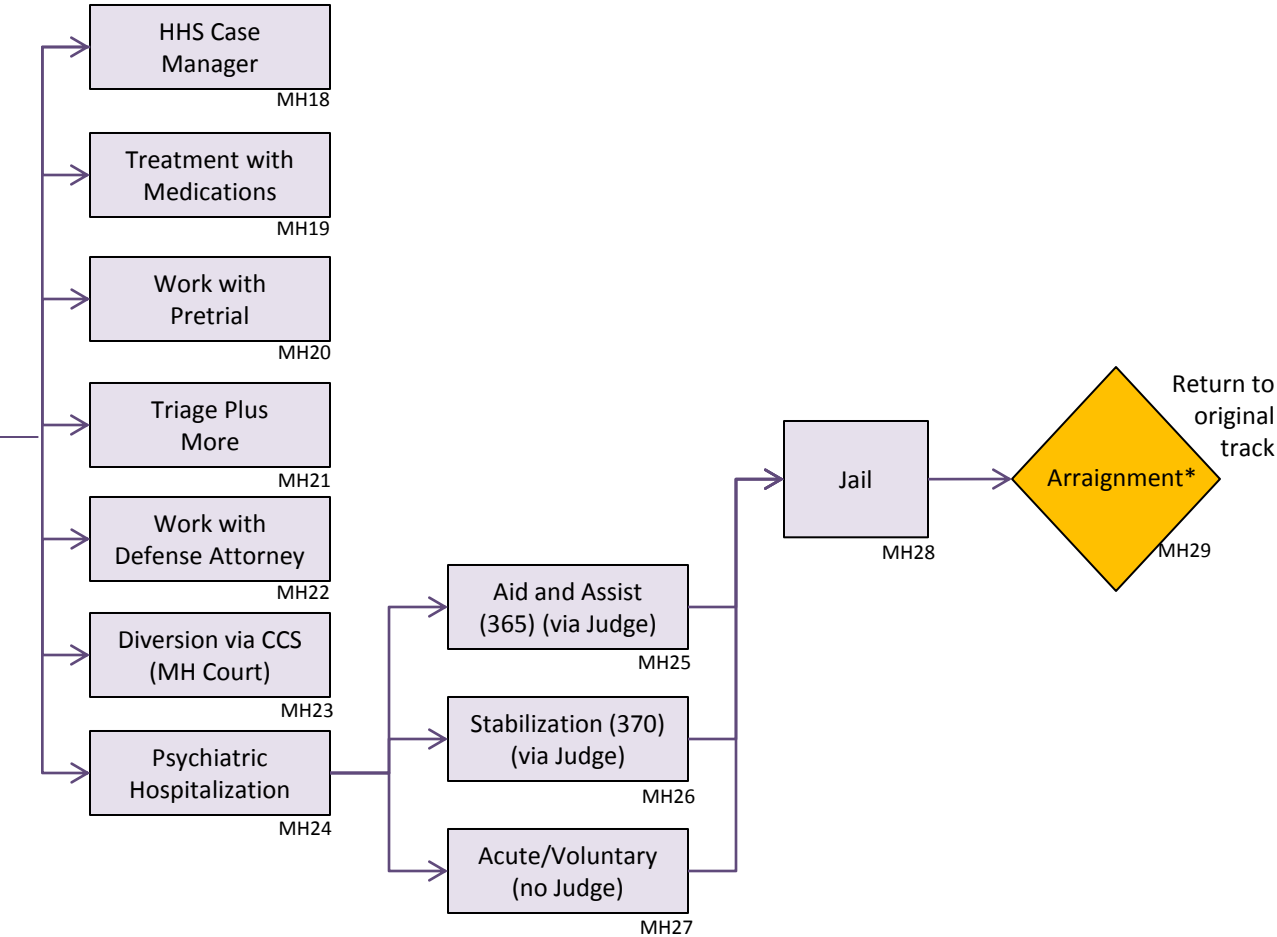 HHS Case
Manager
MH18
Treatment with
Medications
MH19
Work with
Pretrial
MH20
Triage Plus
More
MH21
Work with
Defense Attorney
MH22
Diversion via CCS
(MH Court)
MH23
Psychiatric
Hospitalization
MH24
Aid and Assist
(365) (via Judge)
MH25
Stabilization (370)
(via Judge)
MH26
Acute/Voluntary
(no Judge)
MH27
Jail
MH28
Return to
original
track
Arraignment*
MH29